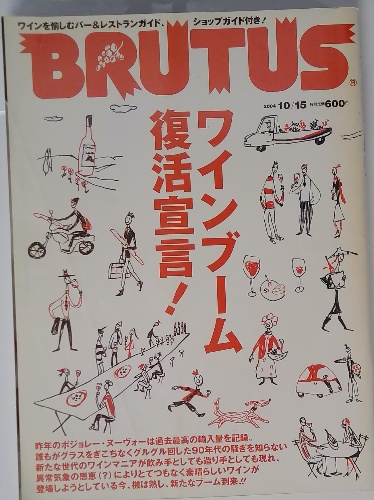 ワインを愉しむバー&レストランガイド、ショップガイド付き!
BRUTUS
2004 10/15 特別定価600円
ワインブーム
復活宣言!
昨年のボジョレー・ヌーヴォーは過去最高の輸入量を記録。
誰もがグラスをぎこちなくグルグル回した90年代の騒ぎを知らない
新たな世代のワインマニアが飲み手としても造り手としても現れ、
異常気象の恩恵(?)によりとてつもなく素晴らしいワインが
登場しようとしている今、機は熟し、新たなブーム到来!!